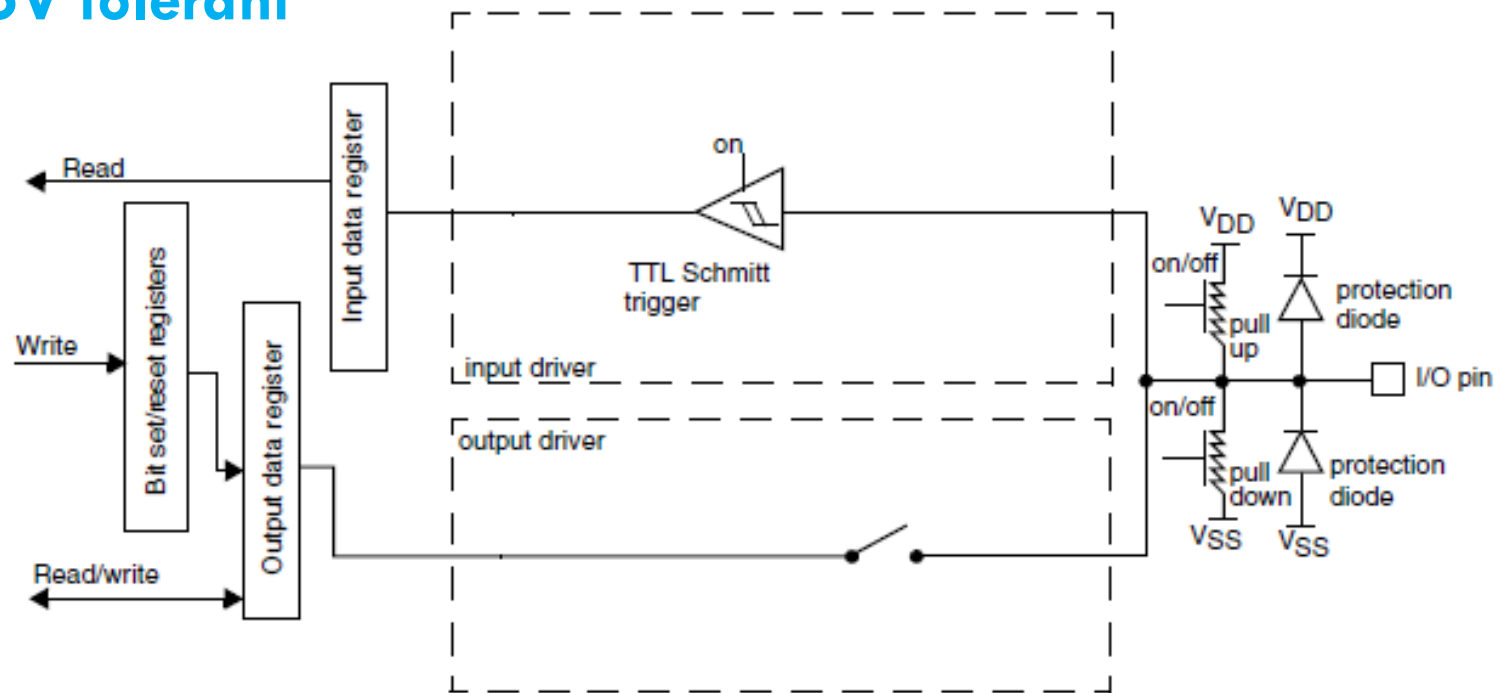 5V Tolerant
on
Read
Input data register
TTL Schmitt
trigger
VDD
VDD
on/off
protection
diode
pull
up
Bit set/reset registers
Write
Output data register
input driver
I/O pin
on/off
output driver
pull
down
protection
diode
VSS
VSS
Read/write